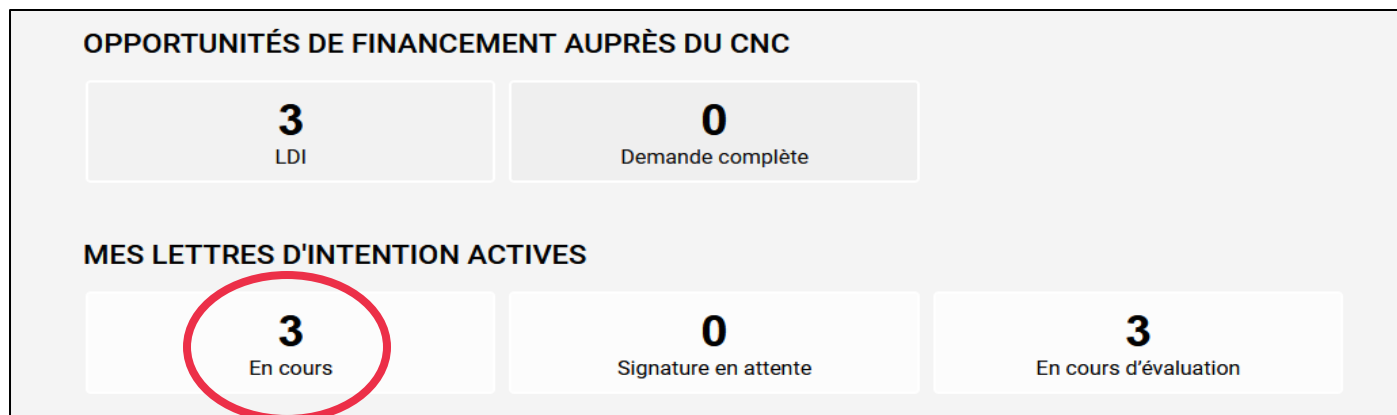 OPPORTUNITÉS DE FINANCEMENT AUPRÈS DU CNC
3
LDI
0
Demande complète
MES LETTRES D'INTENTION ACTIVES
3
En cours
0
Signature en attente
3
En cours d’évaluation